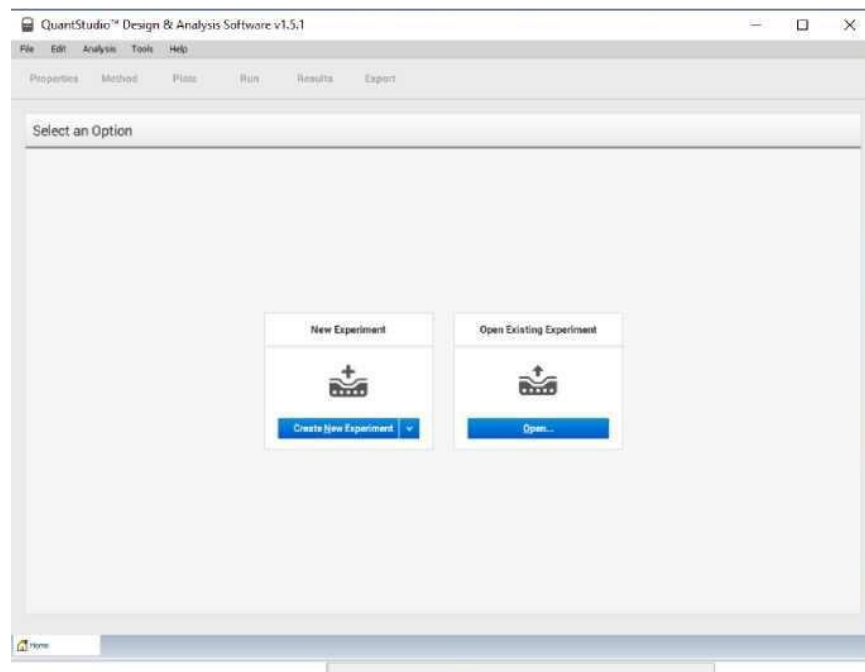 QuantStudio™ Design & Analysis Software v1.5.1
File Edit Analysis Tools Help
Properties Method Plate Run Results Export
Select an Option
New Experiment Open Existing Experiment
Create New Experiment Open...
Home